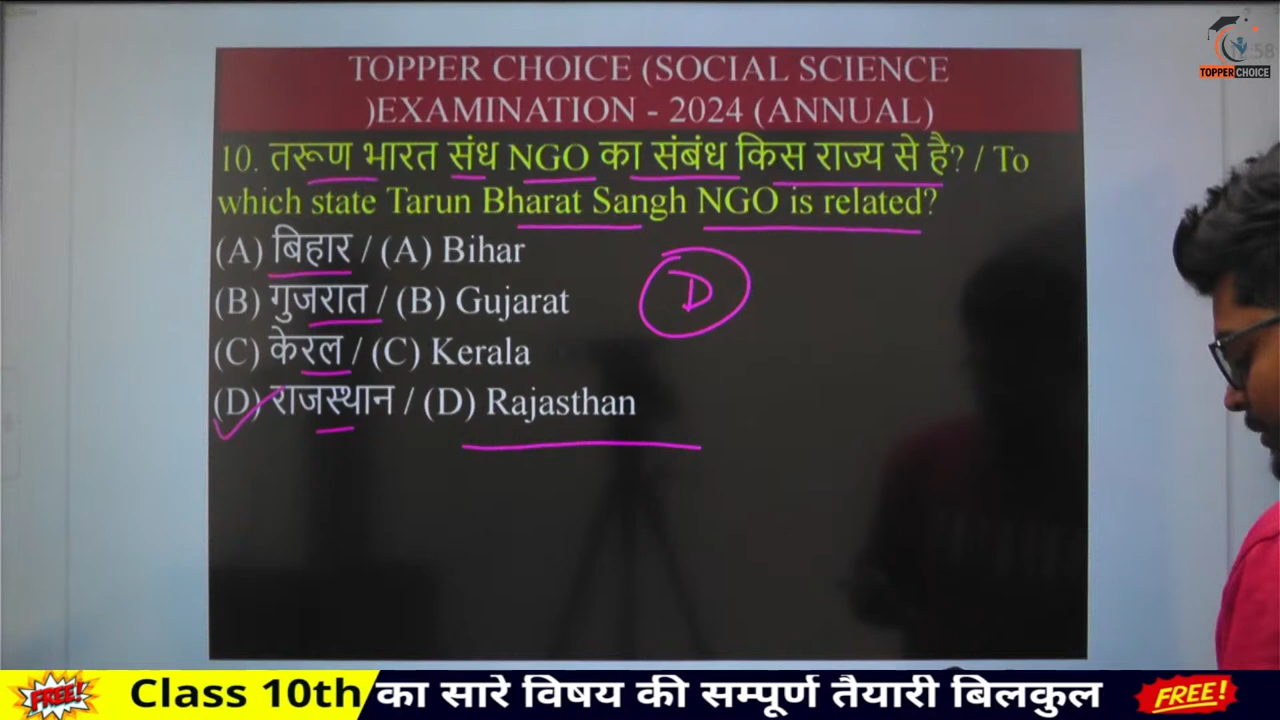 TOPPER CHOICE
:58
TOPPER CHOICE (SOCIAL SCIENCE
)EXAMINATION - 2024 (ANNUAL)
10. तरूण भारत संध NGO का संबंध किस राज्य से है? / To
which state Tarun Bharat Sangh NGO is related?
(A) बिहार / (A) Bihar
(B) गुजरात / (B) Gujarat
D
(C) केरल / (C) Kerala
(D) राजस्थान / (D) Rajasthan
FREE! Class 10th का सारे विषय की सम्पूर्ण तैयारी बिलकुल FREE!